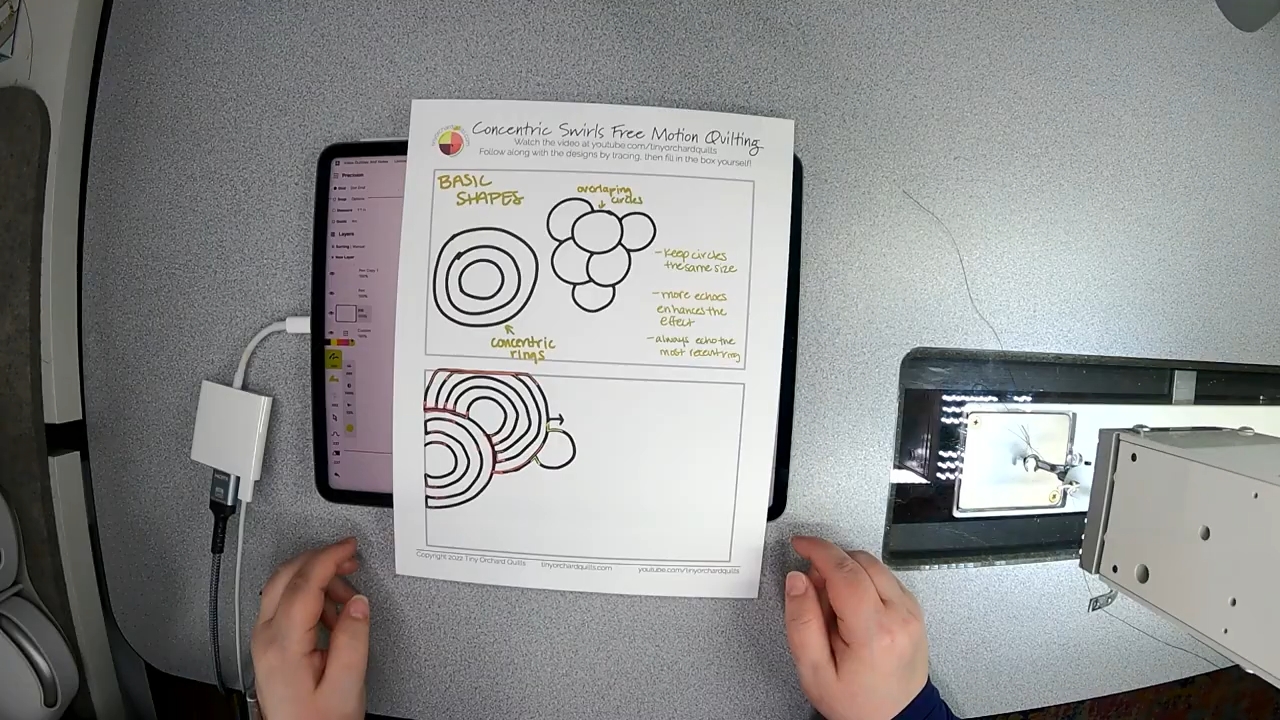 Concentric Swirls Free Motion Quilting
Watch the video at youtube.com/tinyorchardquilts
Follow along with the designs by tracing, then fill in the box yourself!
BASIC
SHAPES
overlaping
circles
- Keep circles
the same size
- more echoes
enhances the
effect
- always echo the
most recent ring
concentric
rings
Copyright 2022 Tiny Orchard Quilts
tinyorchardquilts.com
youtube.com/tinyorchardquilts
Precision
Layers